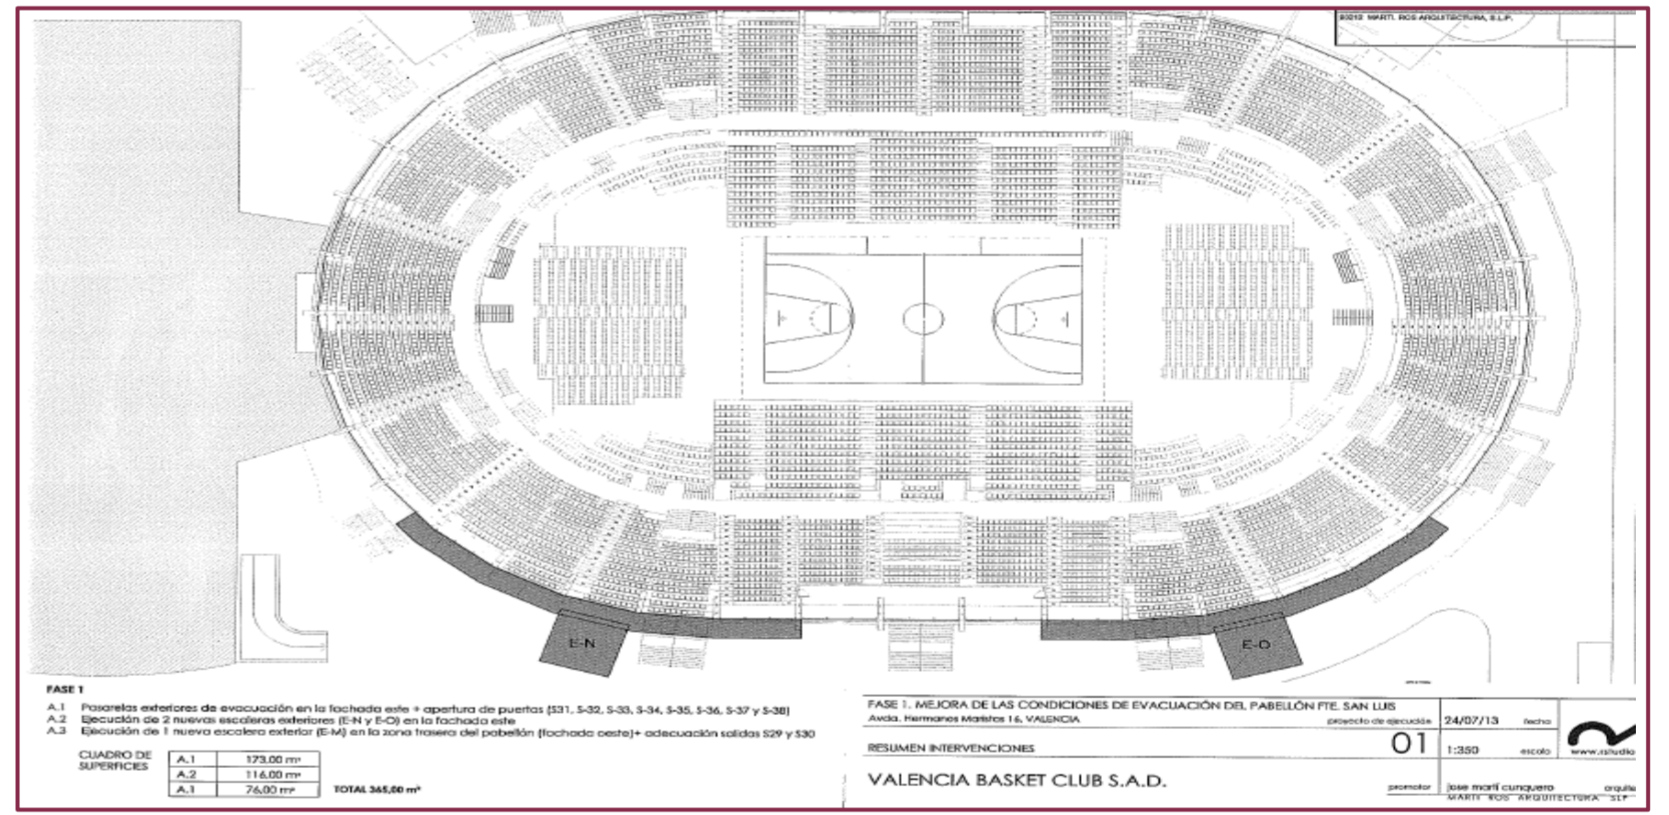 80212 MARTI. ROS ARQUITECTURA, S.L.P.
E-N
E-O
FASE 1
A.1 Pasarelas exteriores de evacuación en la fachada este + apertura de puertas (S31, S-32, S-33, S-34, S-35, S-36, S-37 y S-38)
A.2 Ejecución de 2 nuevas escaleras exteriores (E-N y E-O) en la fachada este
A.3 Ejecución de 1 nueva escalera exterior (E-M) en la zona trasera del pabellón (fachada oeste)+ adecuación salidas S29 y S30
CUADRO DE SUPERFICIES
A.1 173,00 m²
A.2 116,00 m²
A.1 76,00 m²
TOTAL 365,00 m²
FASE 1. MEJORA DE LAS CONDICIONES DE EVACUACIÓN DEL PABELLÓN FTE. SAN LUIS
Avda. Hermanos Maristas 16, VALENCIA
proyecto de ejecución
24/07/13 fecha
RESUMEN INTERVENCIONES
01
1:350 escala
www.rstudio
VALENCIA BASKET CLUB S.A.D.
promotor
jose martí cunquero
arquite
MARTI ROS ARQUITECTURA SLP